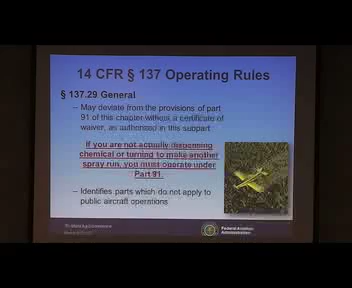 14 CFR § 137 Operating Rules
§ 137.29 General
– May deviate from the provisions of part
91 of this chapter without a certificate of
waiver, as authorized in this subpart
If you are not actually dispensing
chemical or turning to make another
spray run, you must operate under
Part 91.
– Identifies parts which do not apply to
public aircraft operations
Federal Aviation
Administration